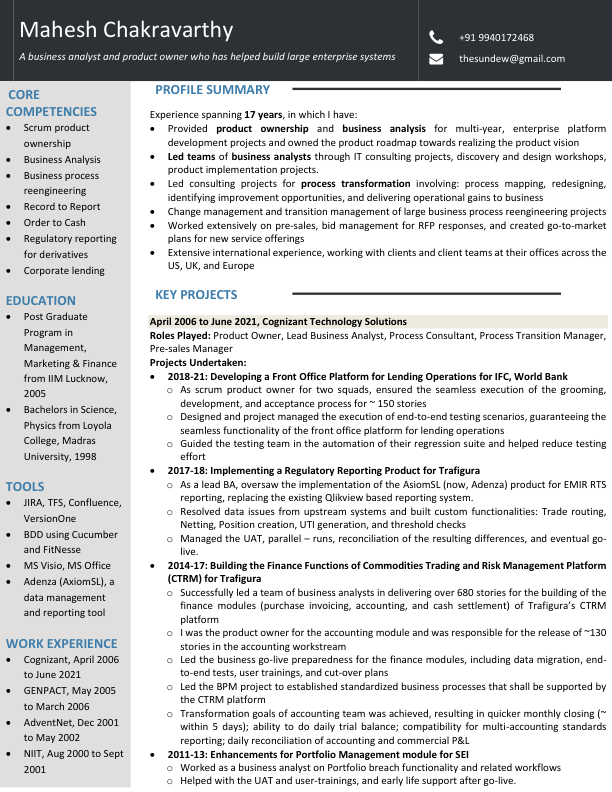 Mahesh Chakravarthy
A business analyst and product owner who has helped build large enterprise systems
+91 9940172468
thesundew@gmail.com
CORE
COMPETENCIES
• Scrum product
ownership
• Business Analysis
• Business process
reengineering
• Record to Report
• Order to Cash
• Regulatory reporting
for derivatives
• Corporate lending
EDUCATION
• Post Graduate
Program in
Management,
Marketing & Finance
from IIM Lucknow,
2005
• Bachelors in Science,
Physics from Loyola
College, Madras
University, 1998
TOOLS
• JIRA, TFS, Confluence,
VersionOne
• BDD using Cucumber
and FitNesse
• MS Visio, MS Office
• Adenza (AxiomSL), a
data management
and reporting tool
WORK EXPERIENCE
• Cognizant, April 2006
to June 2021
• GENPACT, May 2005
to March 2006
• AdventNet, Dec 2001
to May 2002
• NIIT, Aug 2000 to Sept
2001
PROFILE SUMMARY
Experience spanning 17 years, in which I have:
• Provided product ownership and business analysis for multi-year, enterprise platform
development projects and owned the product roadmap towards realizing the product vision
• Led teams of business analysts through IT consulting projects, discovery and design workshops,
product implementation projects.
• Led consulting projects for process transformation involving: process mapping, redesigning,
identifying improvement opportunities, and delivering operational gains to business
• Change management and transition management of large business process reengineering projects
• Worked extensively on pre-sales, bid management for RFP responses, and created go-to-market
plans for new service offerings
• Extensive international experience, working with clients and client teams at their offices across the
US, UK, and Europe
KEY PROJECTS
April 2006 to June 2021, Cognizant Technology Solutions
Roles Played: Product Owner, Lead Business Analyst, Process Consultant, Process Transition Manager,
Pre-sales Manager
Projects Undertaken:
• 2018-21: Developing a Front Office Platform for Lending Operations for IFC, World Bank
o As scrum product owner for two squads, ensured the seamless execution of the grooming,
development, and acceptance process for ~ 150 stories
o Designed and project managed the execution of end-to-end testing scenarios, guaranteeing the
seamless functionality of the front office platform for lending operations
o Guided the testing team in the automation of their regression suite and helped reduce testing
effort
• 2017-18: Implementing a Regulatory Reporting Product for Trafigura
o As a lead BA, oversaw the implementation of the AsiomSL (now, Adenza) product for EMIR RTS
reporting, replacing the existing Qlikview based reporting system.
o Resolved data issues from upstream systems and built custom functionalities: Trade routing,
Netting, Position creation, UTI generation, and threshold checks
o Managed the UAT, parallel – runs, reconciliation of the resulting differences, and eventual go-
live.
• 2014-17: Building the Finance Functions of Commodities Trading and Risk Management Platform
(CTRM) for Trafigura
o Successfully led a team of business analysts in delivering over 680 stories for the building of the
finance modules (purchase invoicing, accounting, and cash settlement) of Trafigura's CTRM
platform
o I was the product owner for the accounting module and was responsible for the release of ~130
stories in the accounting workstream
o Led the business go-live preparedness for the finance modules, including data migration, end-
to-end tests, user trainings, and cut-over plans
o Led the BPM project to established standardized business processes that shall be supported by
the CTRM platform
o Transformation goals of accounting team was achieved, resulting in quicker monthly closing (~
within 5 days); ability to do daily trial balance; compatibility for multi-accounting standards
reporting; daily reconciliation of accounting and commercial P&L
• 2011-13: Enhancements for Portfolio Management module for SEI
o Worked as a business analyst on Portfolio breach functionality and related workflows
o Helped with the UAT and user-trainings, and early life support after go-live.